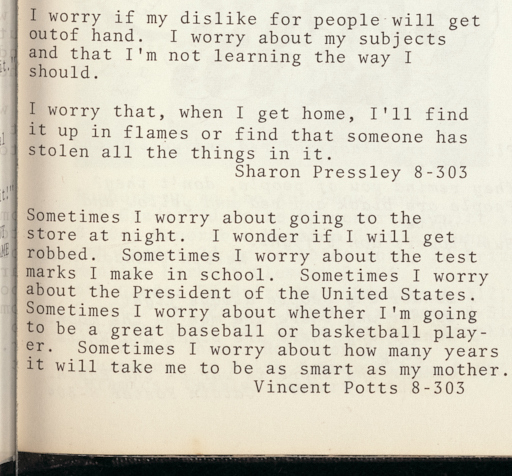 I worry if my dislike for people will get
outof hand.  I worry about my subjects
and that I'm not learning the way I
should.

I worry that, when I get home, I'll find
it up in flames or find that someone has
stolen all the things in it.
Sharon Pressley 8-303

Sometimes I worry about going to the
store at night.  I wonder if I will get
robbed.  Sometimes I worry about the test
marks I make in school.  Sometimes I worry
about the President of the United States.
Sometimes I worry about whether I'm going
to be a great baseball or basketball play-
er.  Sometimes I worry about how many years
it will take me to be as smart as my mother.
Vincent Potts 8-303